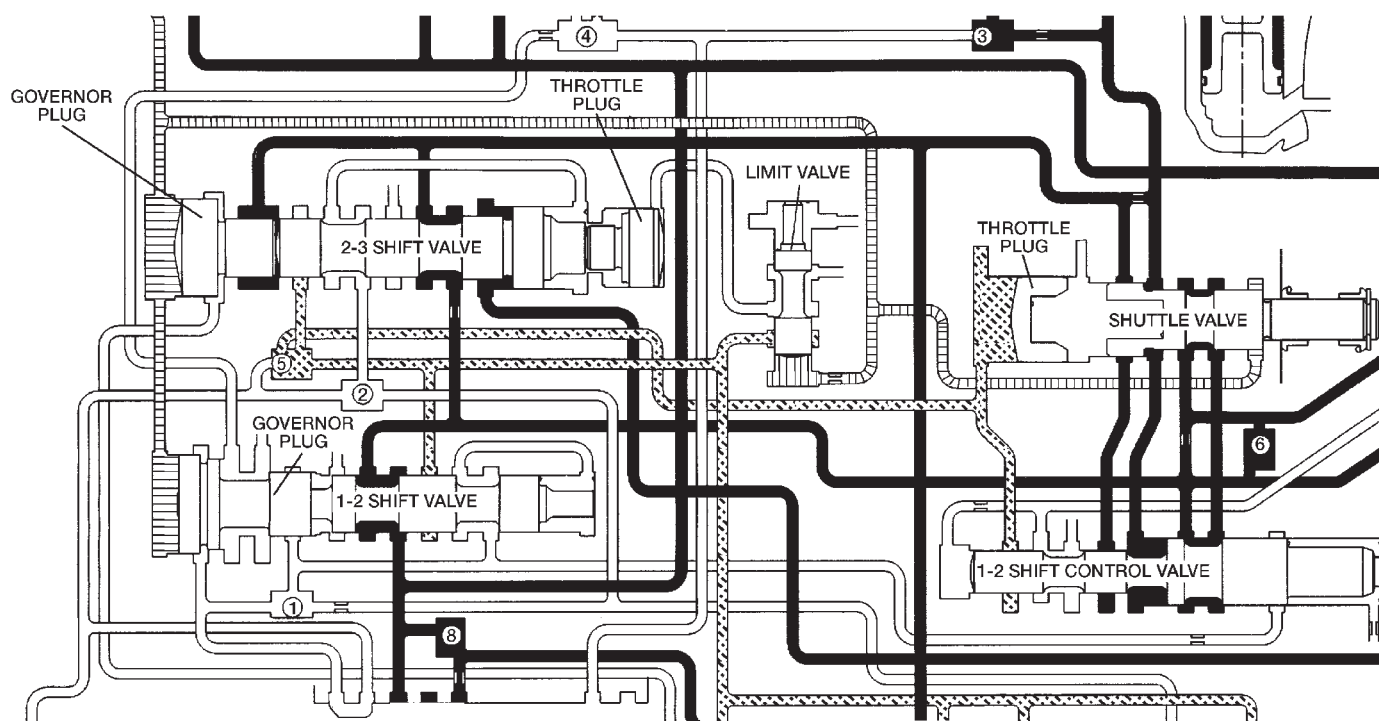 4
3
GOVERNOR
PLUG
THROTTLE
PLUG
LIMIT VALVE
THROTTLE
PLUG
2-3 SHIFT VALVE
SHUTTLE VALVE
5
2
GOVERNOR
PLUG
6
1-2 SHIFT VALVE
1-2 SHIFT CONTROL VALVE
1
8